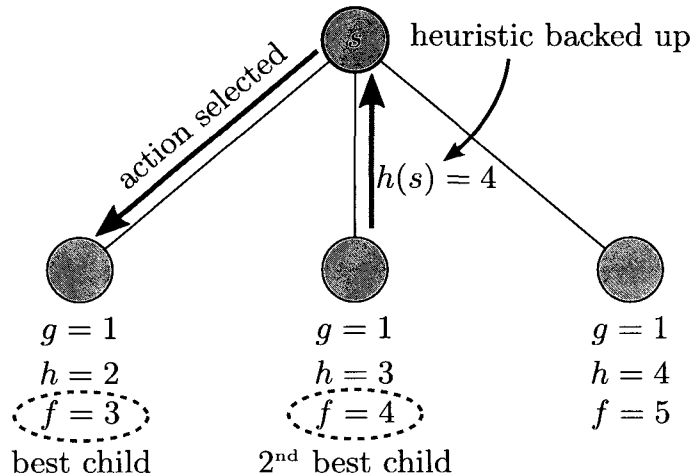 s
heuristic backed up
action selected
h(s) = 4
g = 1
g = 1
g = 1
h = 2
h = 3
h = 4
f = 3
f = 4
f = 5
best child
2nd best child